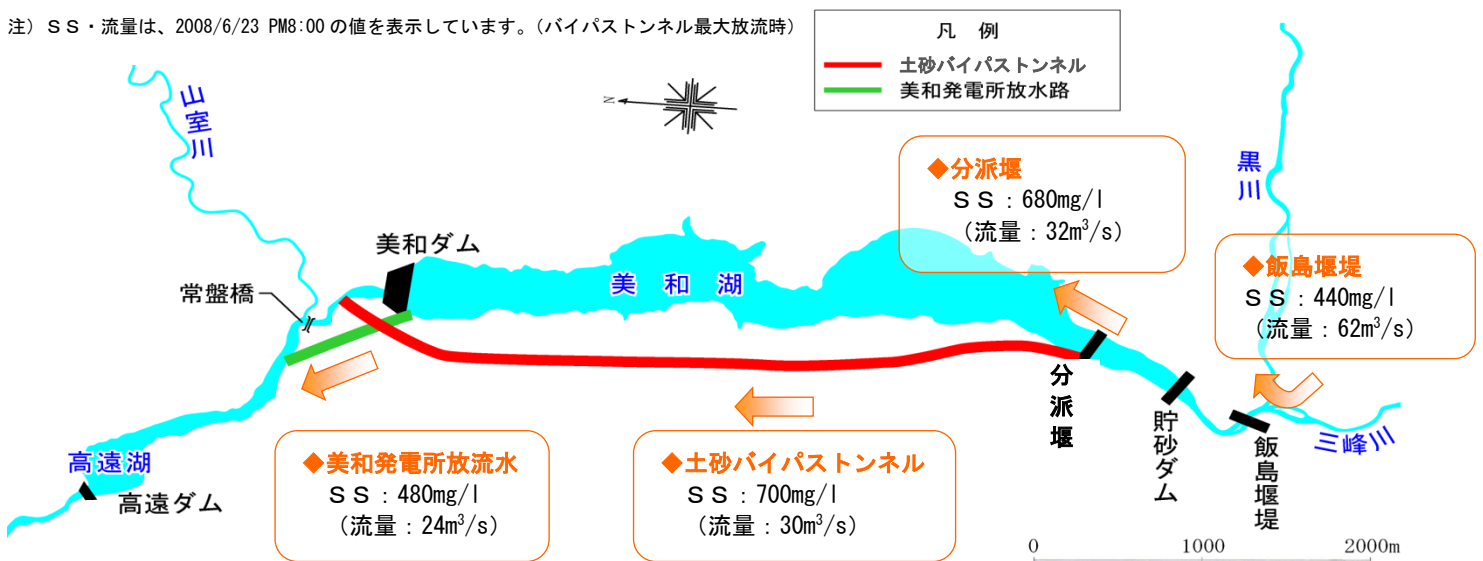 注）ＳＳ・流量は、2008/6/23 PM8:00 の値を表示しています。（バイパストンネル最大放流時）
凡 例
土砂バイパストンネル
美和発電所放水路
N
山室川
黒川
◆分派堰
ＳＳ：680mg/l
（流量：32m³/s）
◆飯島堰堤
ＳＳ：440mg/l
（流量：62m³/s）
美和ダム
美和湖
常盤橋
分派堰
貯砂ダム
飯島堰堤
三峰川
高遠湖
高遠ダム
◆美和発電所放流水
ＳＳ：480mg/l
（流量：24m³/s）
◆土砂バイパストンネル
ＳＳ：700mg/l
（流量：30m³/s）
0 1000 2000m